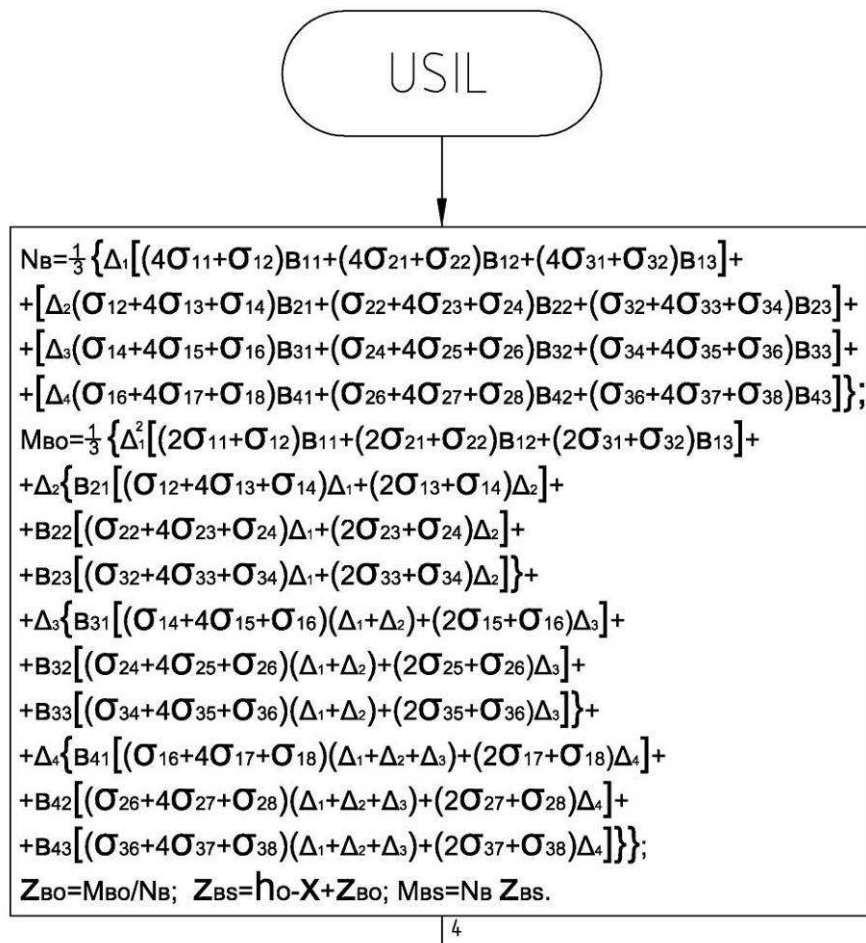 USIL
Nв=1/3{Δ₁[(4σ₁₁+σ₁₂)в₁₁+(4σ₂₁+σ₂₂)в₁₂+(4σ₃₁+σ₃₂)в₁₃]+
+[Δ₂(σ₁₂+4σ₁₃+σ₁₄)в₂₁+(σ₂₂+4σ₂₃+σ₂₄)в₂₂+(σ₃₂+4σ₃₃+σ₃₄)в₂₃]+
+[Δ₃(σ₁₄+4σ₁₅+σ₁₆)в₃₁+(σ₂₄+4σ₂₅+σ₂₆)в₃₂+(σ₃₄+4σ₃₅+σ₃₆)в₃₃]+
+[Δ₄(σ₁₆+4σ₁₇+σ₁₈)в₄₁+(σ₂₆+4σ₂₇+σ₂₈)в₄₂+(σ₃₆+4σ₃₇+σ₃₈)в₄₃]};
Mво=1/3{Δ₁²[(2σ₁₁+σ₁₂)в₁₁+(2σ₂₁+σ₂₂)в₁₂+(2σ₃₁+σ₃₂)в₁₃]+
+Δ₂{в₂₁[(σ₁₂+4σ₁₃+σ₁₄)Δ₁+(2σ₁₃+σ₁₄)Δ₂]+
+в₂₂[(σ₂₂+4σ₂₃+σ₂₄)Δ₁+(2σ₂₃+σ₂₄)Δ₂]+
+в₂₃[(σ₃₂+4σ₃₃+σ₃₄)Δ₁+(2σ₃₃+σ₃₄)Δ₂]}+
+Δ₃{в₃₁[(σ₁₄+4σ₁₅+σ₁₆)(Δ₁+Δ₂)+(2σ₁₅+σ₁₆)Δ₃]+
+в₃₂[(σ₂₄+4σ₂₅+σ₂₆)(Δ₁+Δ₂)+(2σ₂₅+σ₂₆)Δ₃]+
+в₃₃[(σ₃₄+4σ₃₅+σ₃₆)(Δ₁+Δ₂)+(2σ₃₅+σ₃₆)Δ₃]}+
+Δ₄{в₄₁[(σ₁₆+4σ₁₇+σ₁₈)(Δ₁+Δ₂+Δ₃)+(2σ₁₇+σ₁₈)Δ₄]+
+в₄₂[(σ₂₆+4σ₂₇+σ₂₈)(Δ₁+Δ₂+Δ₃)+(2σ₂₇+σ₂₈)Δ₄]+
+в₄₃[(σ₃₆+4σ₃₇+σ₃₈)(Δ₁+Δ₂+Δ₃)+(2σ₃₇+σ₃₈)Δ₄]}};
Zво=Mво/Nв; Zвs=hо-x+Zво; Mвs=Nв Zвs.
4